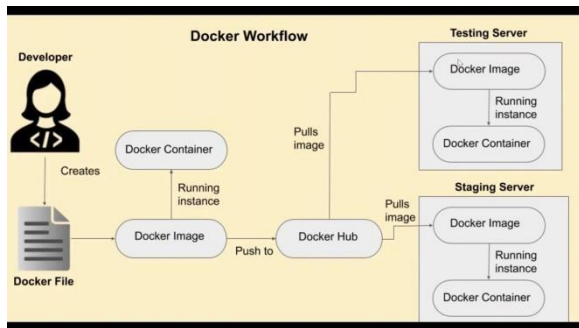 Docker Workflow
Developer
</>
Creates
Docker File
Docker Container
Running
instance
Docker Image
Push to
Docker Hub
Pulls
image
Testing Server
Docker Image
Running
instance
Docker Container
Pulls
image
Staging Server
Docker Image
Running
instance
Docker Container